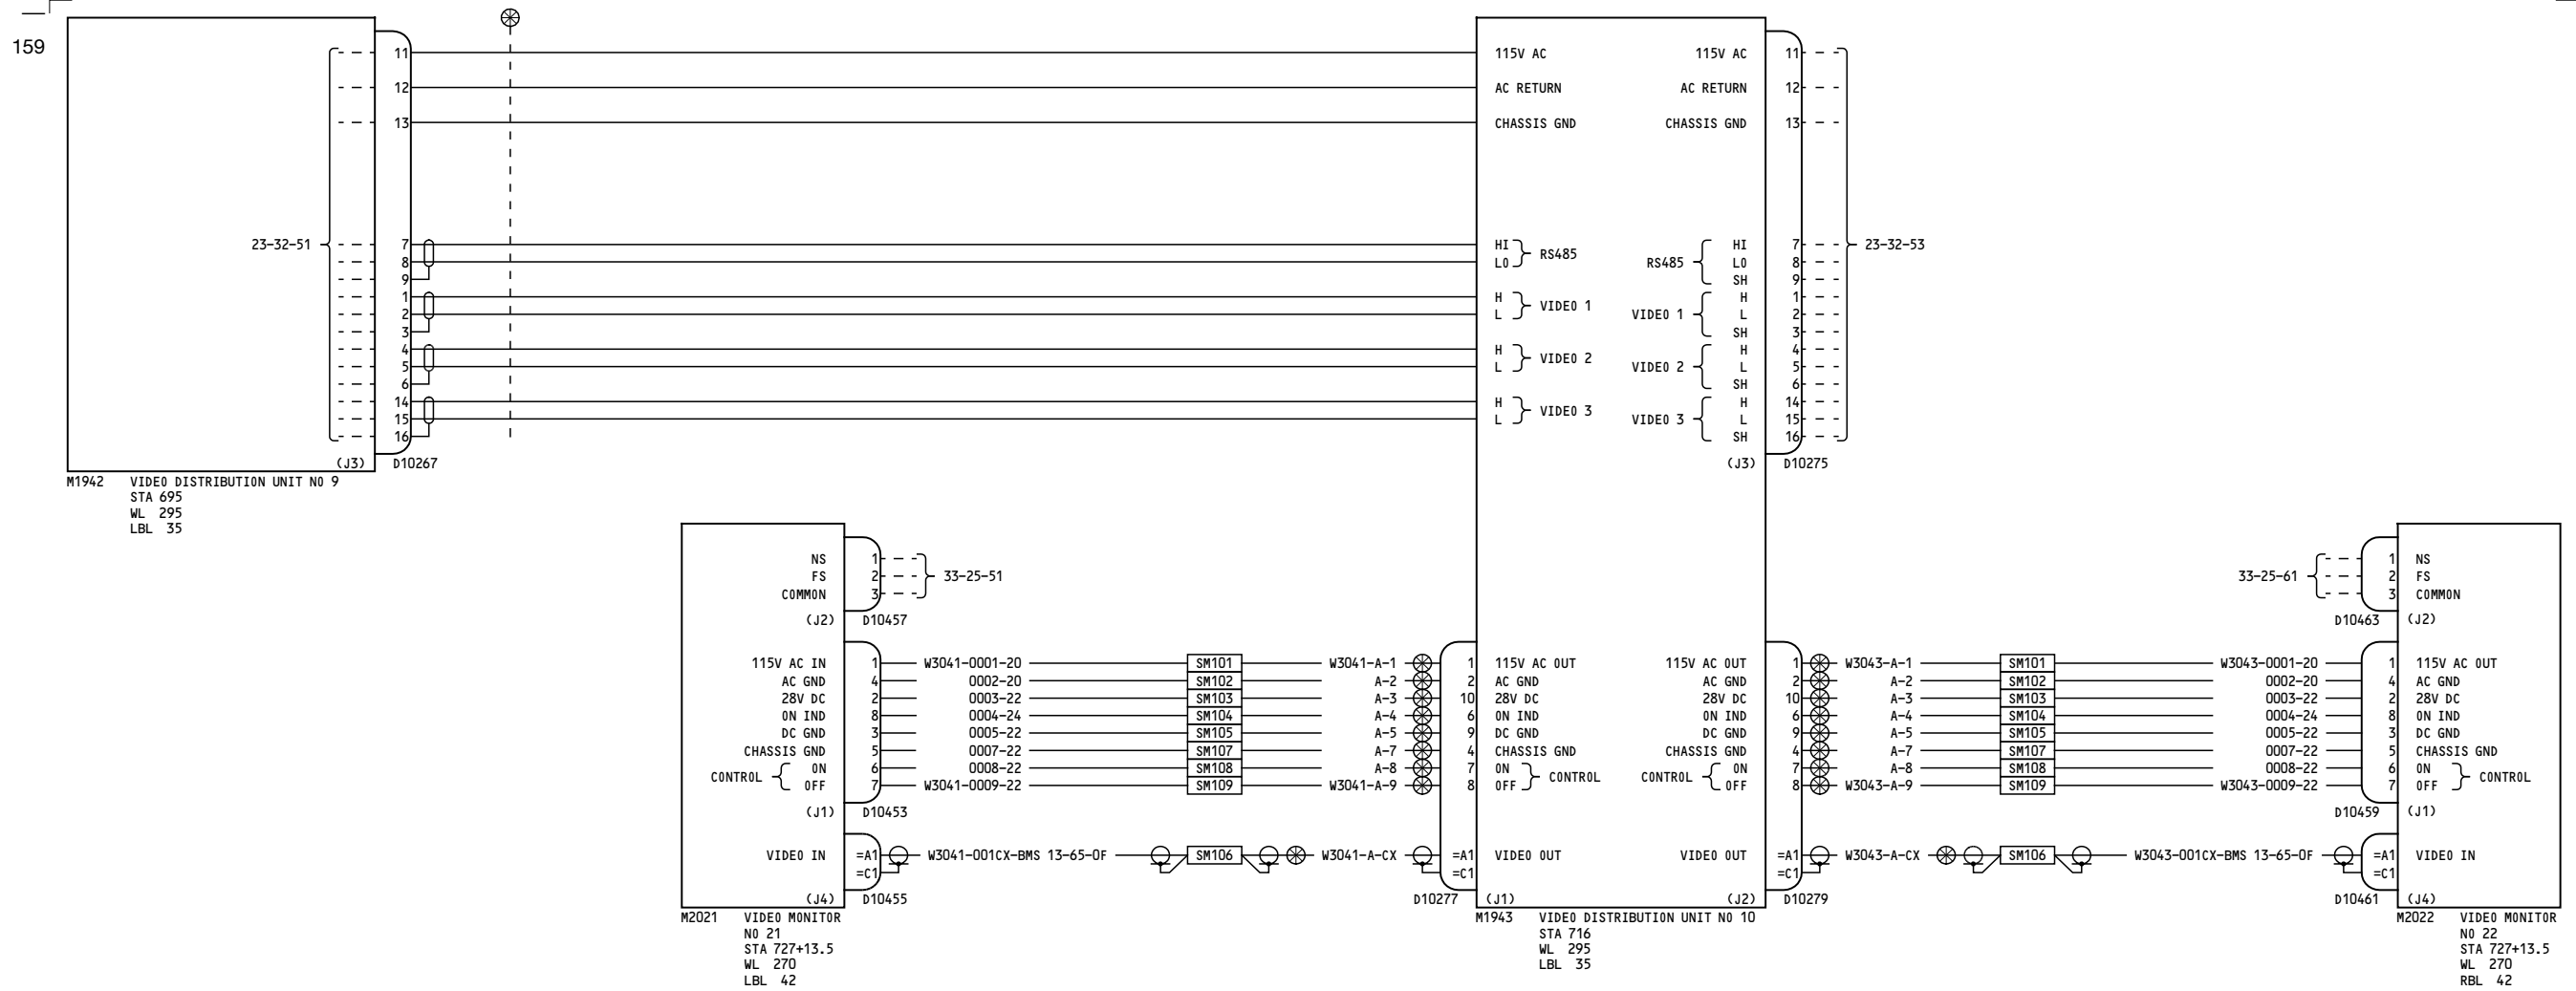 159
11 115V AC 115V AC 11
12 AC RETURN AC RETURN 12
13 CHASSIS GND CHASSIS GND 13
23-32-51 7 HI HI 7 23-32-53
8 LO RS485 RS485 LO 8
9 SH 9
1 H H 1
2 L VIDEO 1 VIDEO 1 L 2
3 SH 3
4 H H 4
5 L VIDEO 2 VIDEO 2 L 5
6 SH 6
14 H H 14
15 L VIDEO 3 VIDEO 3 L 15
16 SH 16
(J3) D10267 (J3) D10275
M1942 VIDEO DISTRIBUTION UNIT NO 9
STA 695
WL 295
LBL 35
NS 1 1 NS
FS 2 33-25-51 33-25-61 2 FS
COMMON 3 3 COMMON
(J2) D10457 D10463 (J2)
115V AC IN 1 W3041-0001-20 SM101 W3041-A-1 1 115V AC OUT 115V AC OUT 1 W3043-A-1 SM101 W3043-0001-20 1 115V AC OUT
AC GND 4 0002-20 SM102 A-2 2 AC GND AC GND 2 A-2 SM102 0002-20 4 AC GND
28V DC 2 0003-22 SM103 A-3 10 28V DC 28V DC 10 A-3 SM103 0003-22 2 28V DC
ON IND 8 0004-24 SM104 A-4 6 ON IND ON IND 6 A-4 SM104 0004-24 8 ON IND
DC GND 3 0005-22 SM105 A-5 9 DC GND DC GND 9 A-5 SM105 0005-22 3 DC GND
CHASSIS GND 5 0007-22 SM107 A-7 4 CHASSIS GND CHASSIS GND 4 A-7 SM107 0007-22 5 CHASSIS GND
ON 6 0008-22 SM108 A-8 7 ON ON 7 A-8 SM108 0008-22 6 ON
CONTROL CONTROL CONTROL CONTROL
OFF 7 W3041-0009-22 SM109 W3041-A-9 8 OFF OFF 8 W3043-A-9 SM109 W3043-0009-22 7 OFF
(J1) D10453 D10459 (J1)
VIDEO IN =A1 W3041-001CX-BMS 13-65-0F SM106 W3041-A-CX =A1 VIDEO OUT VIDEO OUT =A1 W3043-A-CX SM106 W3043-001CX-BMS 13-65-0F =A1 VIDEO IN
=C1 =C1 =C1 =C1
(J4) D10455 D10277 (J1) (J2) D10279 D10461 (J4)
M2021 VIDEO MONITOR M1943 VIDEO DISTRIBUTION UNIT NO 10 M2022 VIDEO MONITOR
NO 21 STA 716 NO 22
STA 727+13.5 WL 295 STA 727+13.5
WL 270 LBL 35 WL 270
LBL 42 RBL 42